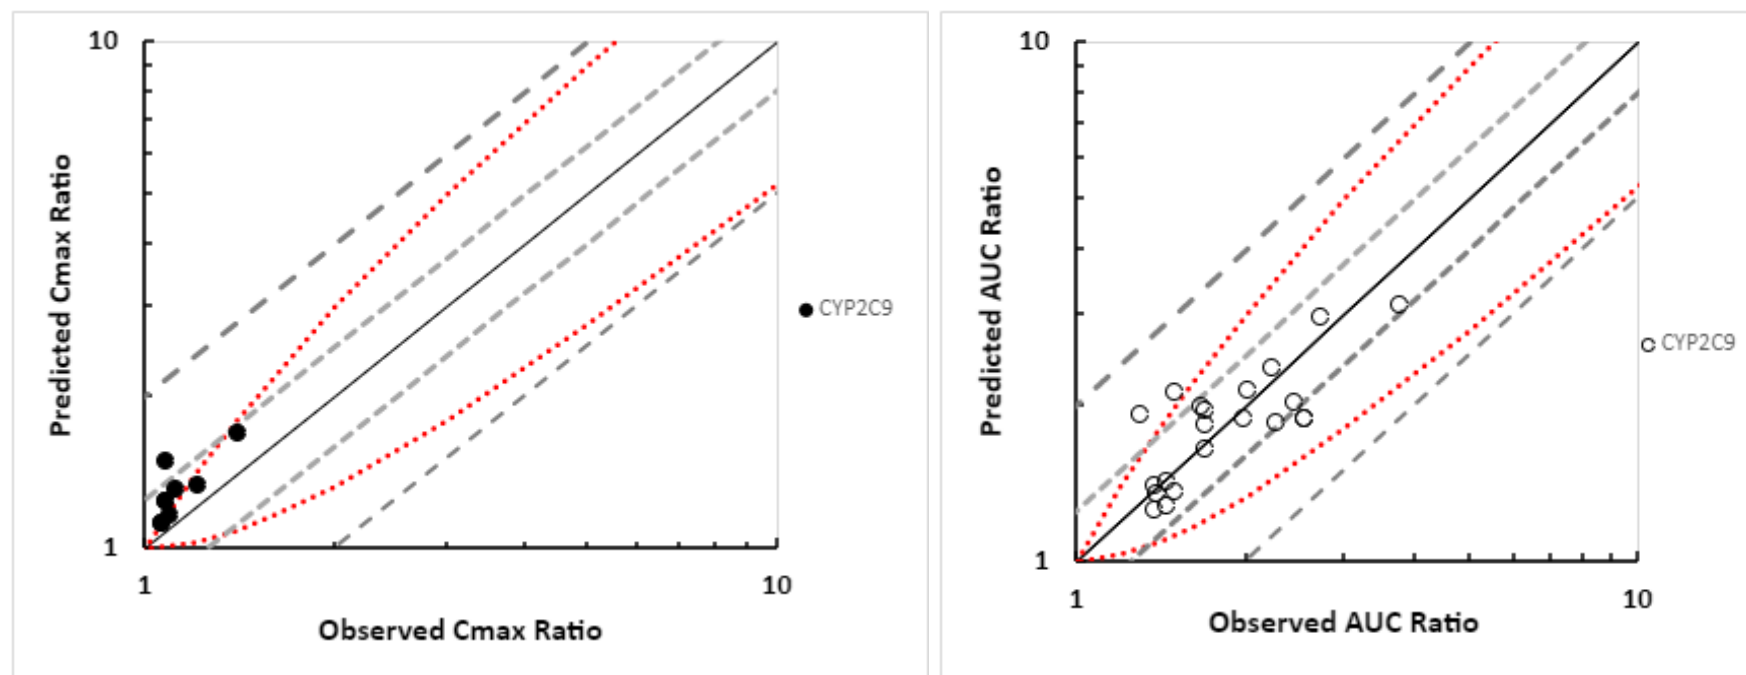 10
Predicted Cmax Ratio
CYP2C9
1
1
10
Observed Cmax Ratio
10
Predicted AUC Ratio
CYP2C9
1
1
10
Observed AUC Ratio